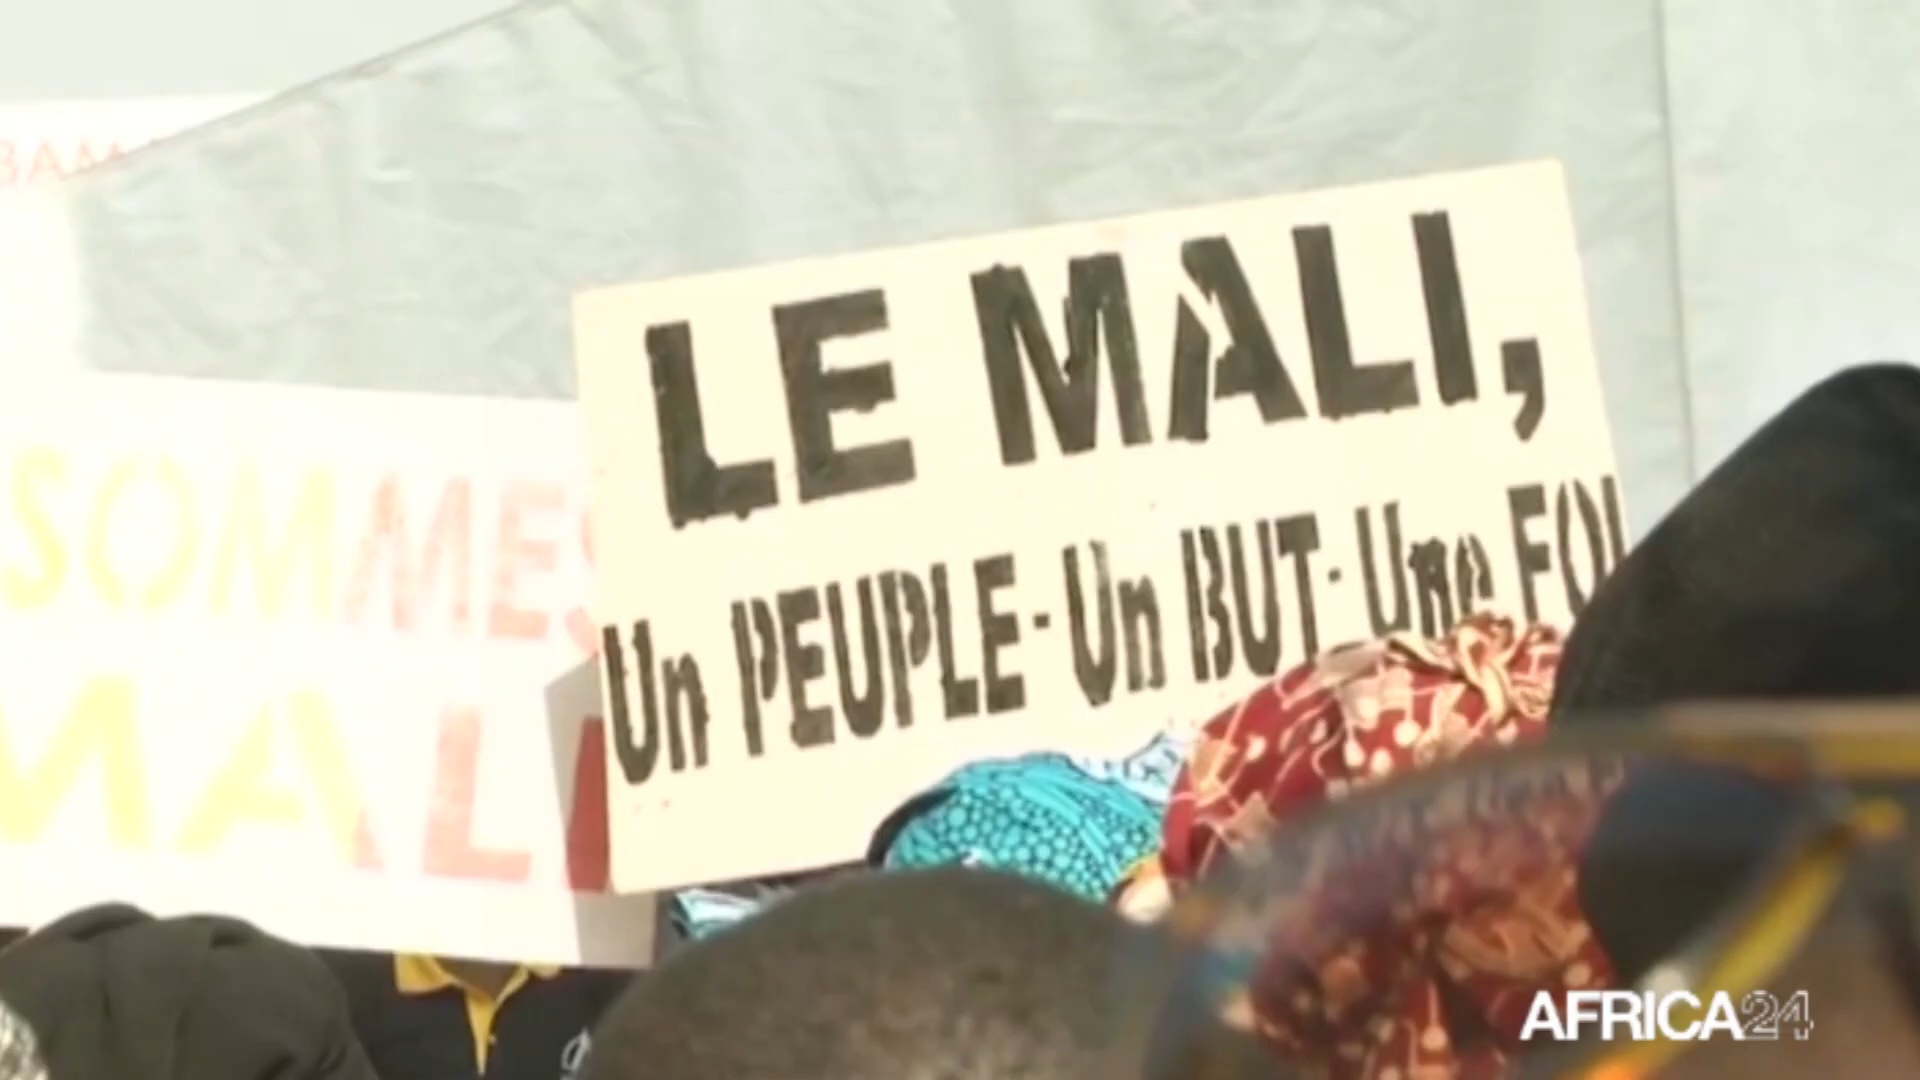 SOMMES
MALI
LE MALI,
Un PEUPLE - Un BUT - Une FOI
AFRICA24